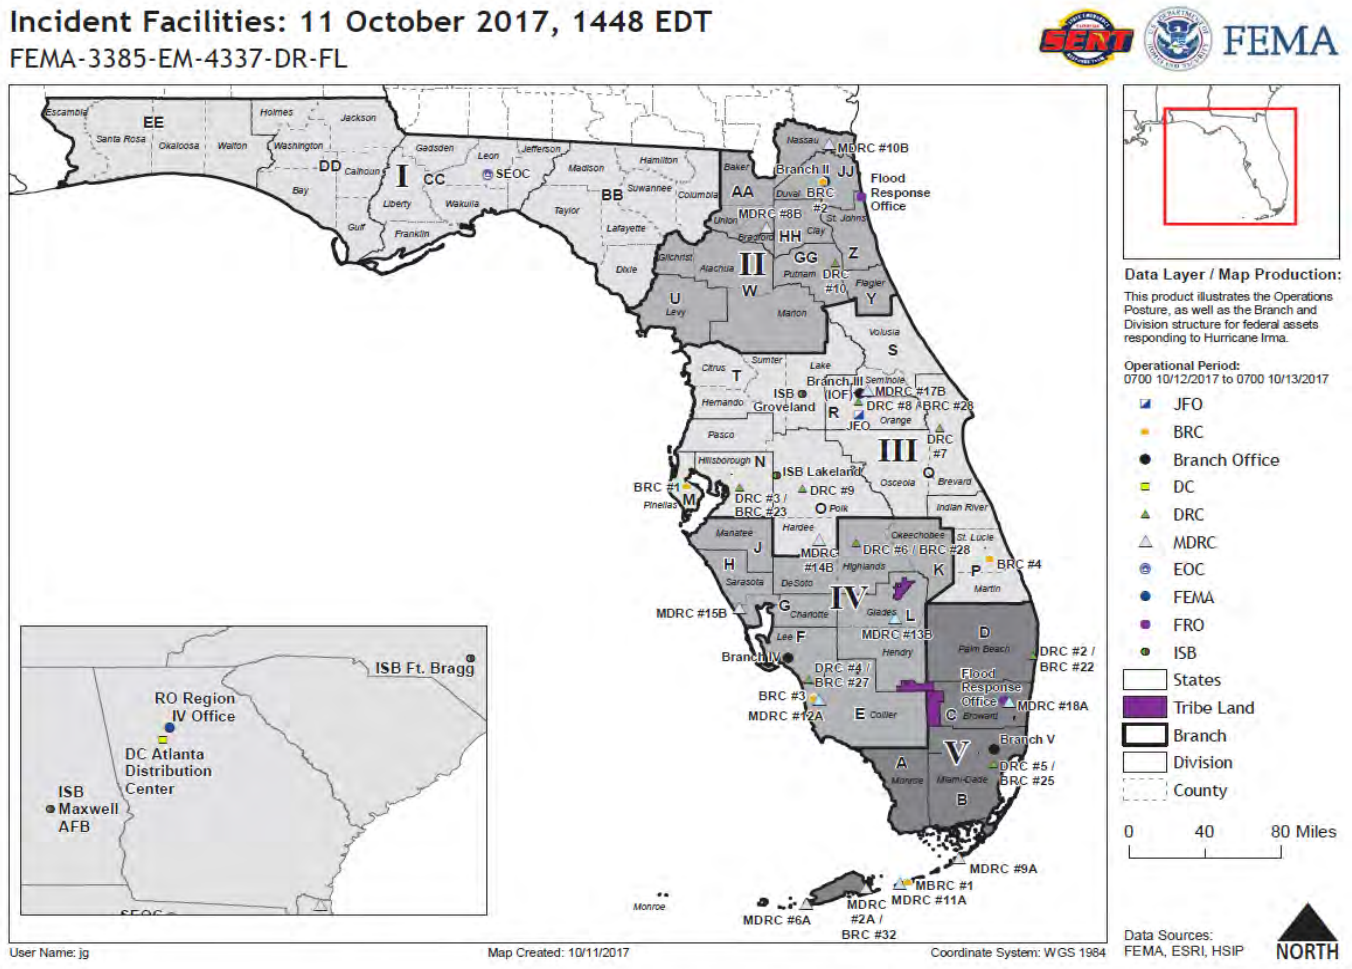 Incident Facilities: 11 October 2017, 1448 EDT
FEMA-3385-EM-4337-DR-FL
SERT
FEMA
Escambia
EE
Santa Rosa
Okaloosa
Walton
Holmes
Jackson
Washington
DD
Calhoun
Bay
Gulf
I
CC
Gadsden
Leon
Jefferson
SEOC
Liberty
Wakulla
Franklin
Madison
Hamilton
BB
Suwannee
Columbia
Taylor
Lafayette
Dixie
Nassau
MDRC #10B
Baker
Branch II
JJ
AA
Duval
BRC
#2
Flood
Response
Office
MDRC #8B
Union
Bradford
HH
Clay
St. Johns
Gilchrist
Alachua
II
GG
Putnam
Z
DRC
#10
W
Flagler
Y
U
Levy
Marion
Volusia
S
Citrus
T
Sumter
Lake
Branch III
(IOF)
Seminole
MDRC #17B
ISB
Groveland
DRC #8 / BRC #28
Hernando
R
Orange
JFO
Pasco
III
DRC
#7
Hillsborough
N
ISB Lakeland
Osceola
Q
Brevard
BRC #1
M
Pinellas
DRC #3 /
BRC #23
DRC #9
O
Polk
Indian River
Manatee
J
Hardee
MDRC
#14B
Okeechobee
DRC #6 / BRC #28
St. Lucie
BRC #4
P
Martin
H
Sarasota
DeSoto
Highlands
K
IV
MDRC #15B
G
Charlotte
Glades
L
MDRC #13B
Lee
F
Hendry
D
Palm Beach
Branch IV
DRC #4 /
BRC #27
DRC #2 /
BRC #22
BRC #3
MDRC #12A
E
Collier
Flood
Response
Office
MDRC #18A
C
Broward
V
Branch V
A
Monroe
Miami-Dade
DRC #5 /
BRC #25
B
MDRC #9A
MBRC #1
MDRC #11A
Monroe
MDRC #6A
MDRC
#2A /
BRC #32
ISB Ft. Bragg
RO Region
IV Office
DC Atlanta
Distribution
Center
ISB
Maxwell
AFB
Data Layer / Map Production:
This product illustrates the Operations
Posture, as well as the Branch and
Division structure for federal assets
responding to Hurricane Irma.
Operational Period:
0700 10/12/2017 to 0700 10/13/2017
JFO
BRC
Branch Office
DC
DRC
MDRC
EOC
FEMA
FRO
ISB
States
Tribe Land
Branch
Division
County
0 40 80 Miles
Data Sources:
FEMA, ESRI, HSIP
NORTH
User Name: jg
Map Created: 10/11/2017
Coordinate System: WGS 1984